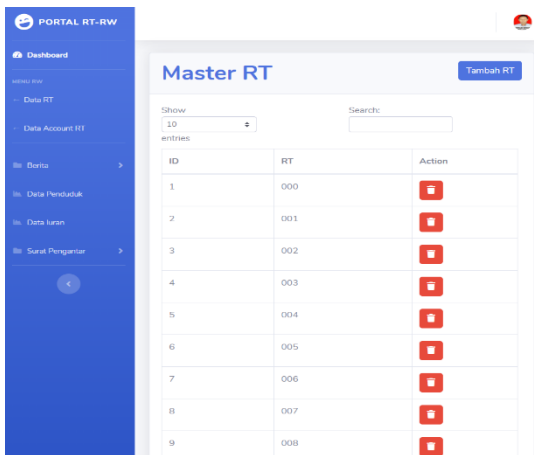 PORTAL RT-RW
Dashboard
MENU RW
Data RT
Data Account RT
Berita
Data Penduduk
Data Iuran
Surat Pengantar
Master RT
Tambah RT
Show
10
entries
Search:
ID RT Action
1 000
2 001
3 002
4 003
5 004
6 005
7 006
8 007
9 008